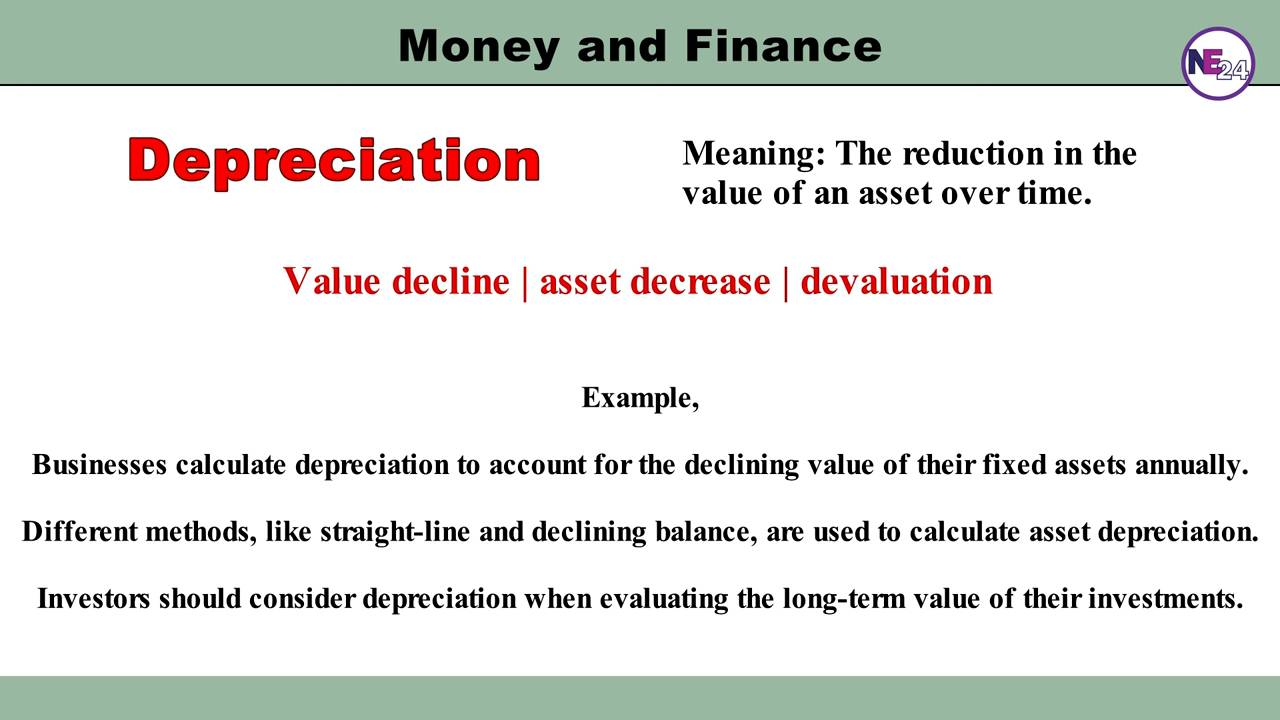 Money and Finance
NE24
Depreciation
Meaning: The reduction in the
value of an asset over time.
Value decline | asset decrease | devaluation
Example,
Businesses calculate depreciation to account for the declining value of their fixed assets annually.
Different methods, like straight-line and declining balance, are used to calculate asset depreciation.
Investors should consider depreciation when evaluating the long-term value of their investments.